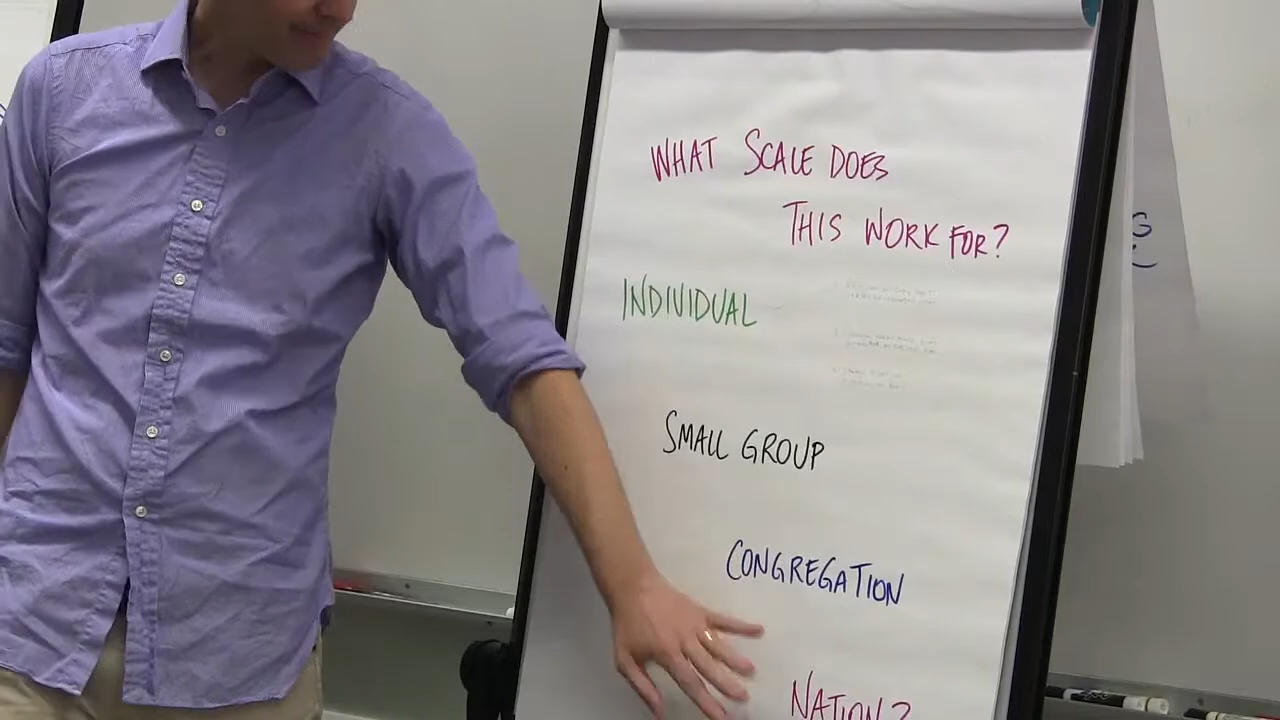 WHAT SCALE DOES
THIS WORK FOR?
INDIVIDUAL
SMALL GROUP
CONGREGATION
NATION?